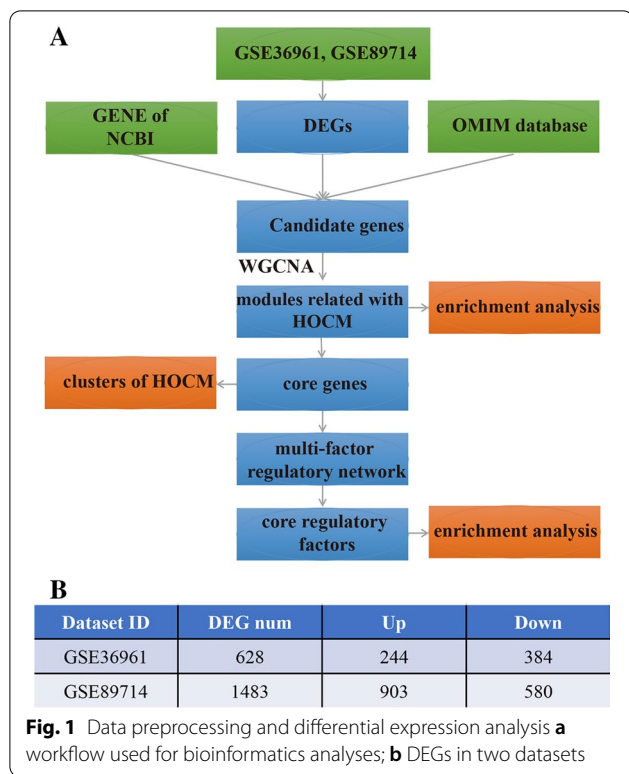 A
GSE36961, GSE89714
GENE of
NCBI
DEGs
OMIM database
Candidate genes
WGCNA
modules related with
HOCM
enrichment analysis
clusters of HOCM
core genes
multi-factor
regulatory network
core regulatory
factors
enrichment analysis
B
Dataset ID DEG num Up Down
GSE36961 628 244 384
GSE89714 1483 903 580
Fig. 1 Data preprocessing and differential expression analysis a
workflow used for bioinformatics analyses; b DEGs in two datasets